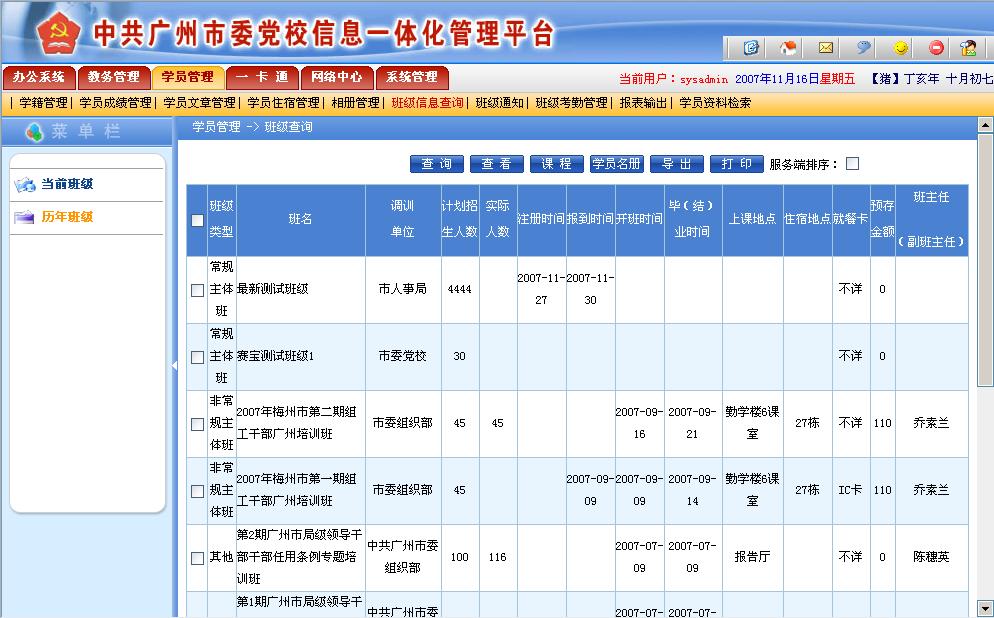 中共广州市委党校信息一体化管理平台
办公系统 教务管理 学员管理 一 卡 通 网络中心 系统管理
当前用户：sysadmin 2007年11月16日星期五 【猪】丁亥年 十月初七
| 学籍管理| 学员成绩管理| 学员文章管理| 学员住宿管理| 相册管理| 班级信息查询| 班级通知| 班级考勤管理| 报表输出| 学员资料检索
菜 单 栏
学员管理 -> 班级查询
当前班级
历年班级
查 询 查 看 课 程 学员名册 导 出 打 印 服务端排序：
班级类型 班名 调训单位 计划招生人数 实际人数 注册时间 报到时间 开班时间 毕（结）业时间 上课地点 住宿地点 就餐卡 预存金额 班主任（副班主任）
常规主体班 最新测试班级 市人事局 4444 2007-11-27 2007-11-30 不详 0
常规主体班 赛宝测试班级1 市委党校 30 不详 0
非常规主体班 2007年梅州市第二期组工干部广州培训班 市委组织部 45 45 2007-09-16 2007-09-21 勤学楼6课室 27栋 不详 110 乔素兰
非常规主体班 2007年梅州市第一期组工干部广州培训班 市委组织部 45 2007-09-09 2007-09-09 2007-09-14 勤学楼6课室 27栋 IC卡 110 乔素兰
其他 第2期广州市局级领导干部干部任用条例专题培训班 中共广州市委组织部 100 116 2007-07-09 2007-07-09 报告厅 不详 0 陈穗英
第1期广州市局级领导干 中共广州市委 2007-07- 2007-07-